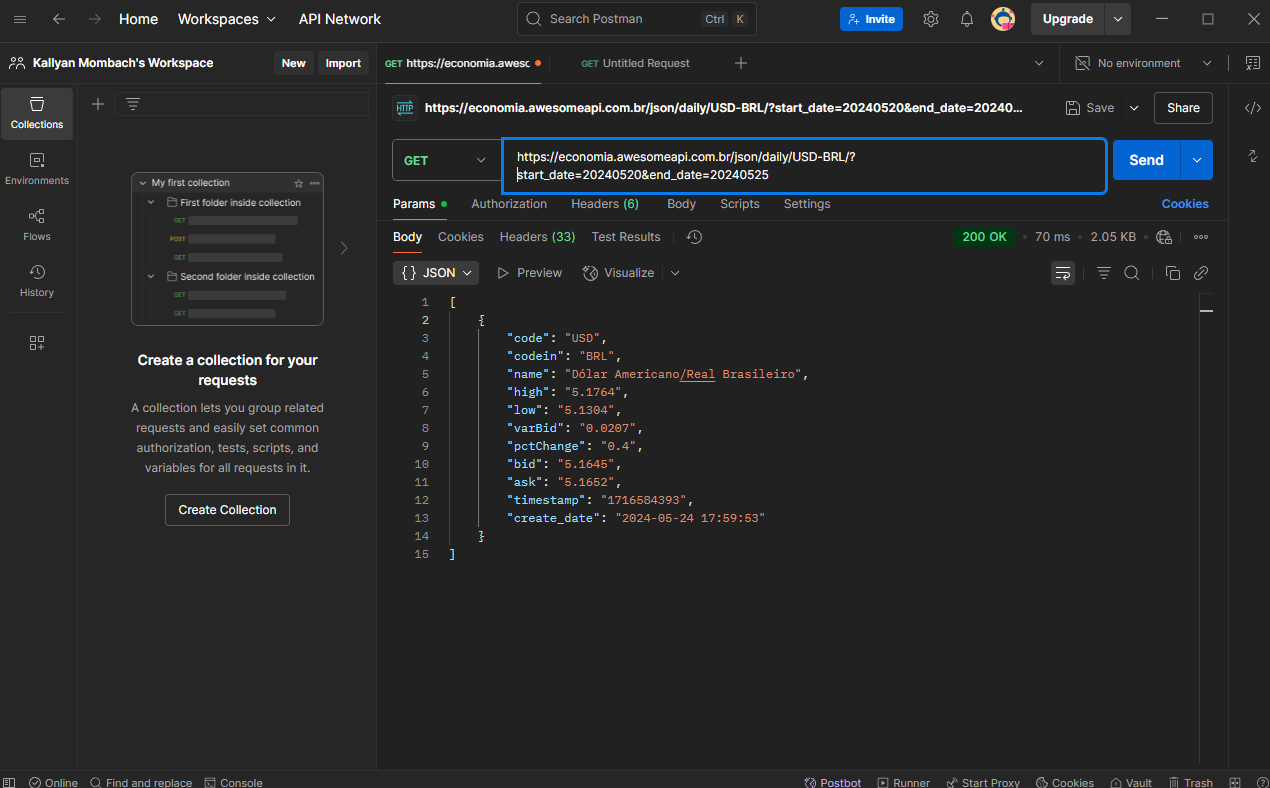 Home Workspaces API Network Search Postman Ctrl K Invite Upgrade
Kallyan Mombach's Workspace New Import GET https://economia.awesc GET Untitled Request No environment
Collections
Environments
Flows
History
My first collection
First folder inside collection
GET
POST
GET
Second folder inside collection
GET
GET
Create a collection for your
requests
A collection lets you group related
requests and easily set common
authorization, tests, scripts, and
variables for all requests in it.
Create Collection
HTTP https://economia.awesomeapi.com.br/json/daily/USD-BRL/?start_date=20240520&end_date=20240... Save Share
GET
https://economia.awesomeapi.com.br/json/daily/USD-BRL/?
start_date=20240520&end_date=20240525
Send
Params Authorization Headers (6) Body Scripts Settings Cookies
Body Cookies Headers (33) Test Results 200 OK 70 ms 2.05 KB
{} JSON Preview Visualize
1 [
2 {
3 "code": "USD",
4 "codein": "BRL",
5 "name": "Dólar Americano/Real Brasileiro",
6 "high": "5.1764",
7 "low": "5.1304",
8 "varBid": "0.0207",
9 "pctChange": "0.4",
10 "bid": "5.1645",
11 "ask": "5.1652",
12 "timestamp": "1716584393",
13 "create_date": "2024-05-24 17:59:53"
14 }
15 ]
Online Find and replace Console Postbot Runner Start Proxy Cookies Vault Trash